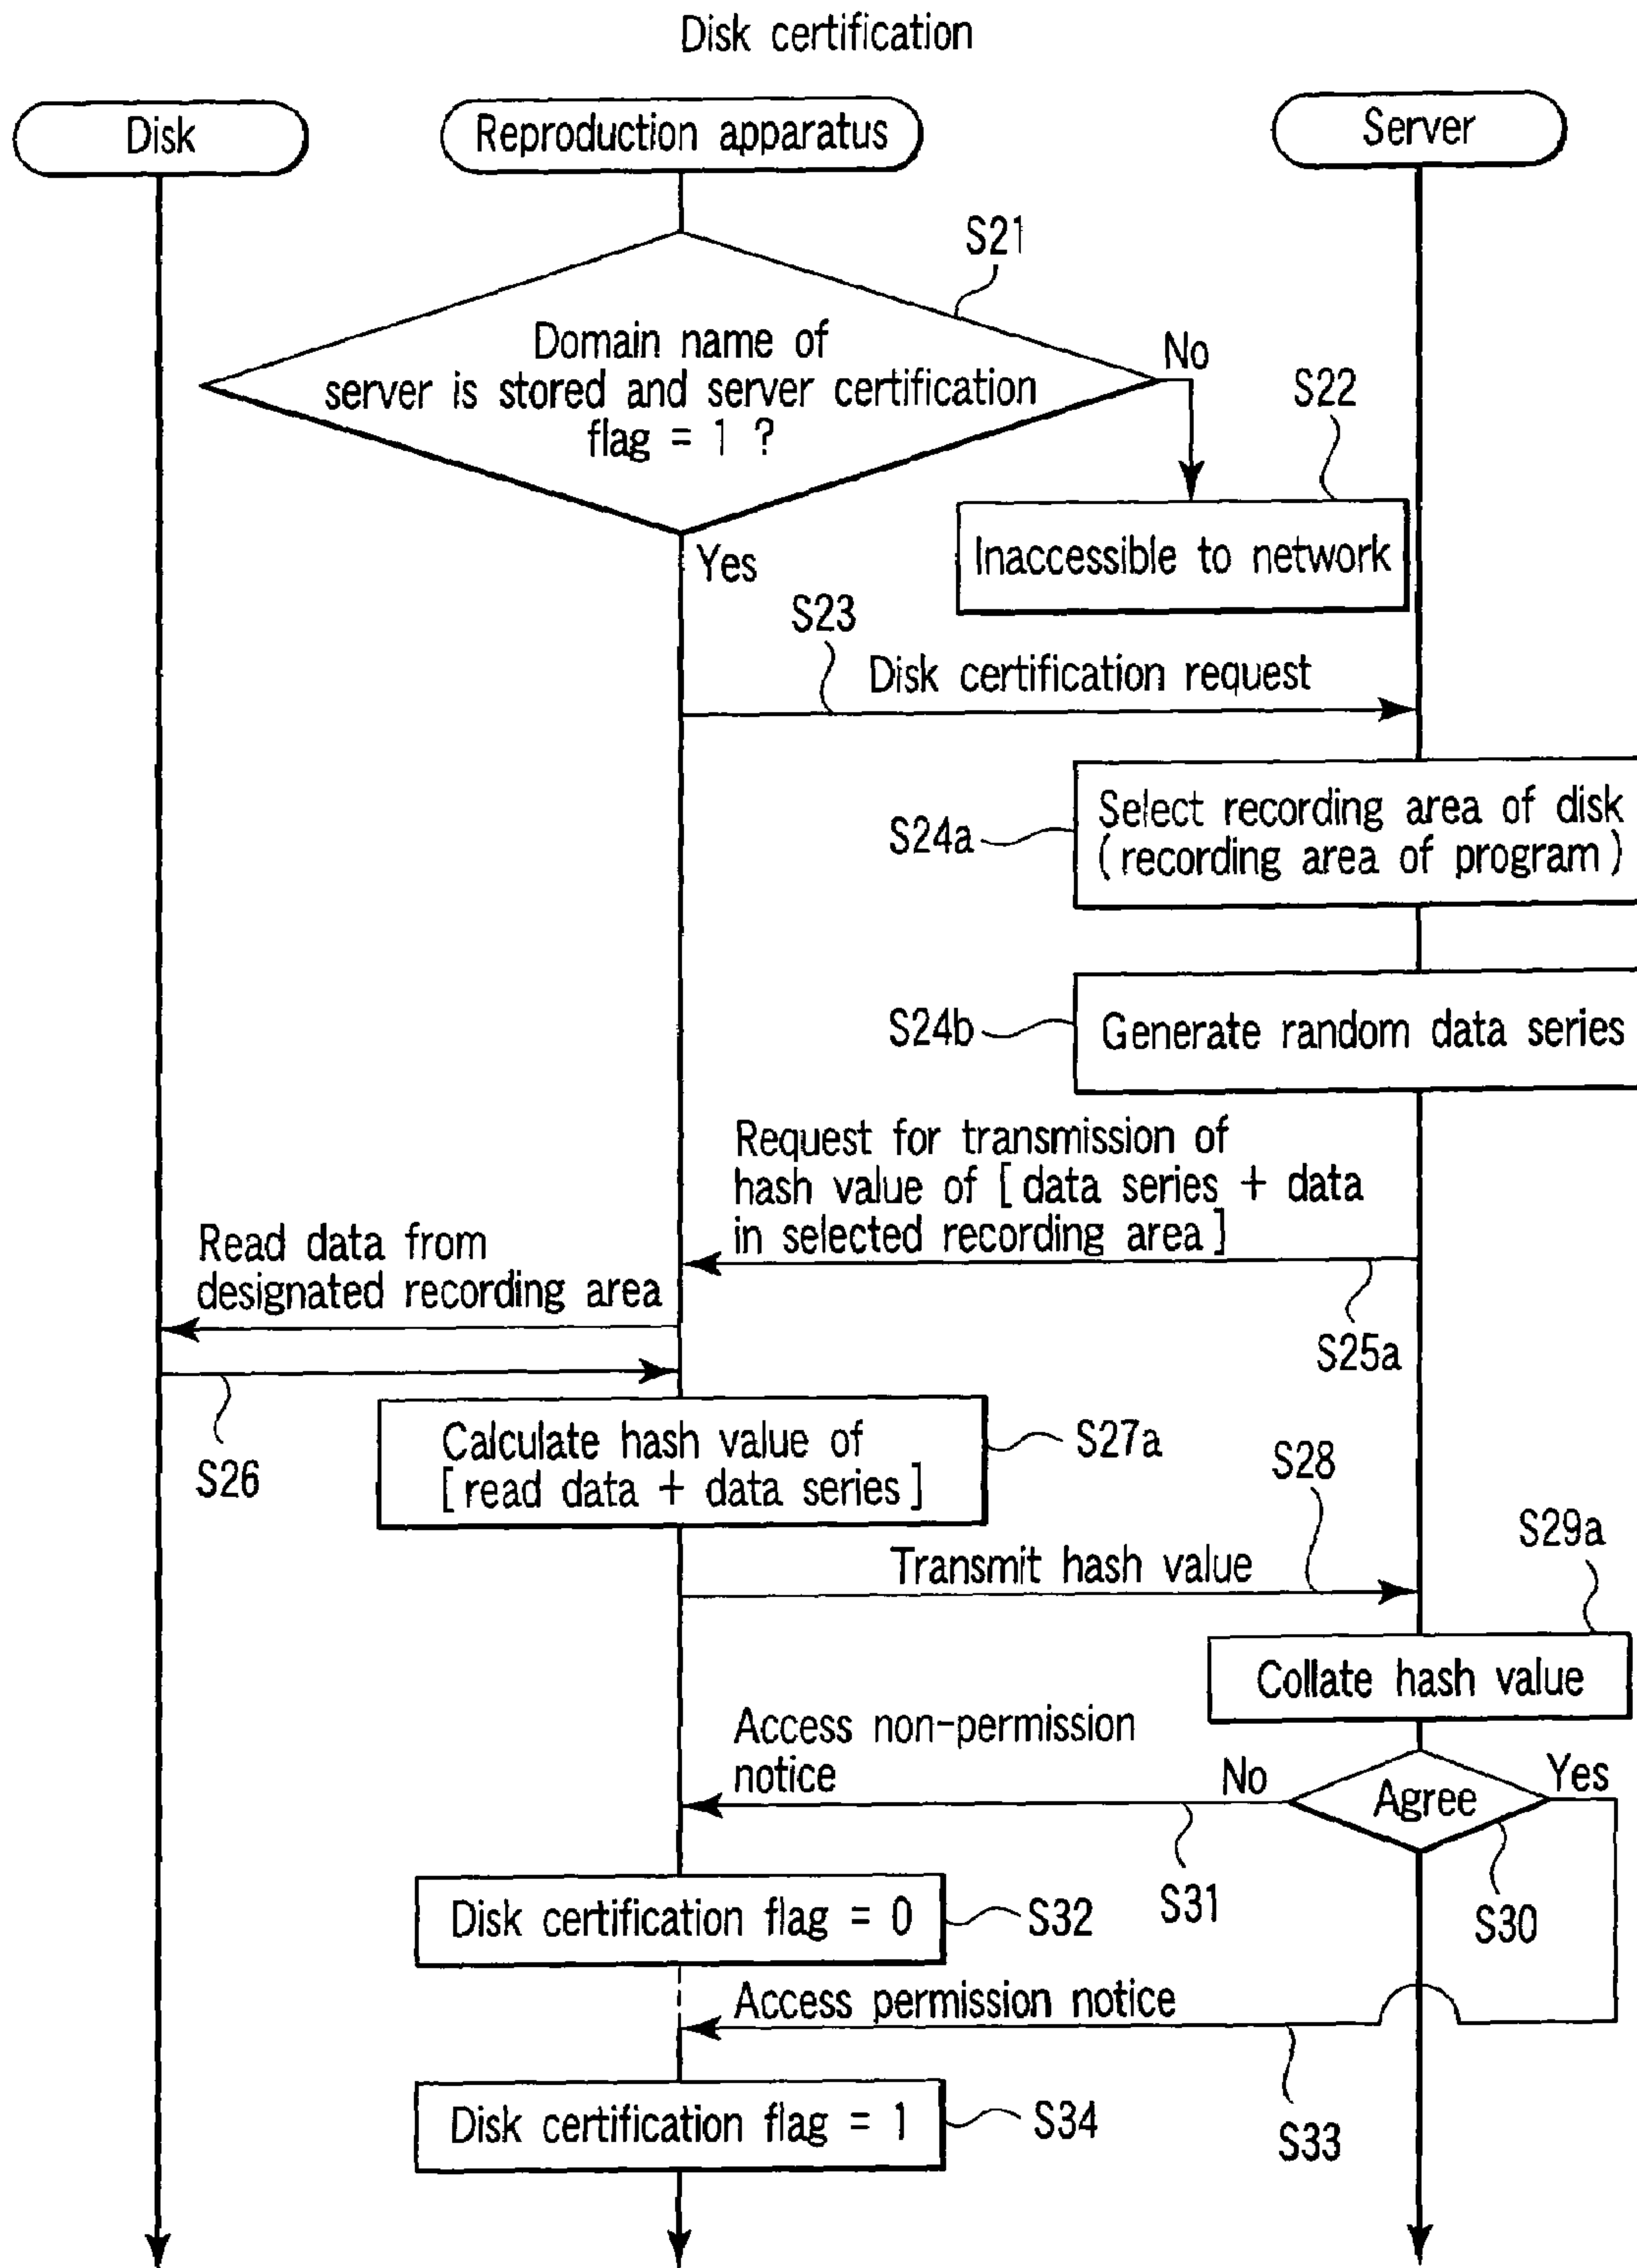 Disk certification
Disk
Reproduction apparatus
Server
S21
Domain name of
server is stored and server certification
flag = 1 ?
No
S22
Inaccessible to network
Yes
S23
Disk certification request
S24a
Select recording area of disk
(recording area of program)
S24b
Generate random data series
Request for transmission of
hash value of [data series + data
in selected recording area]
Read data from
designated recording area
S25a
S26
Calculate hash value of
[read data + data series]
S27a
S28
Transmit hash value
S29a
Collate hash value
Access non-permission
notice
No
Agree
Yes
S31
S30
Disk certification flag = 0
S32
Access permission notice
S33
Disk certification flag = 1
S34